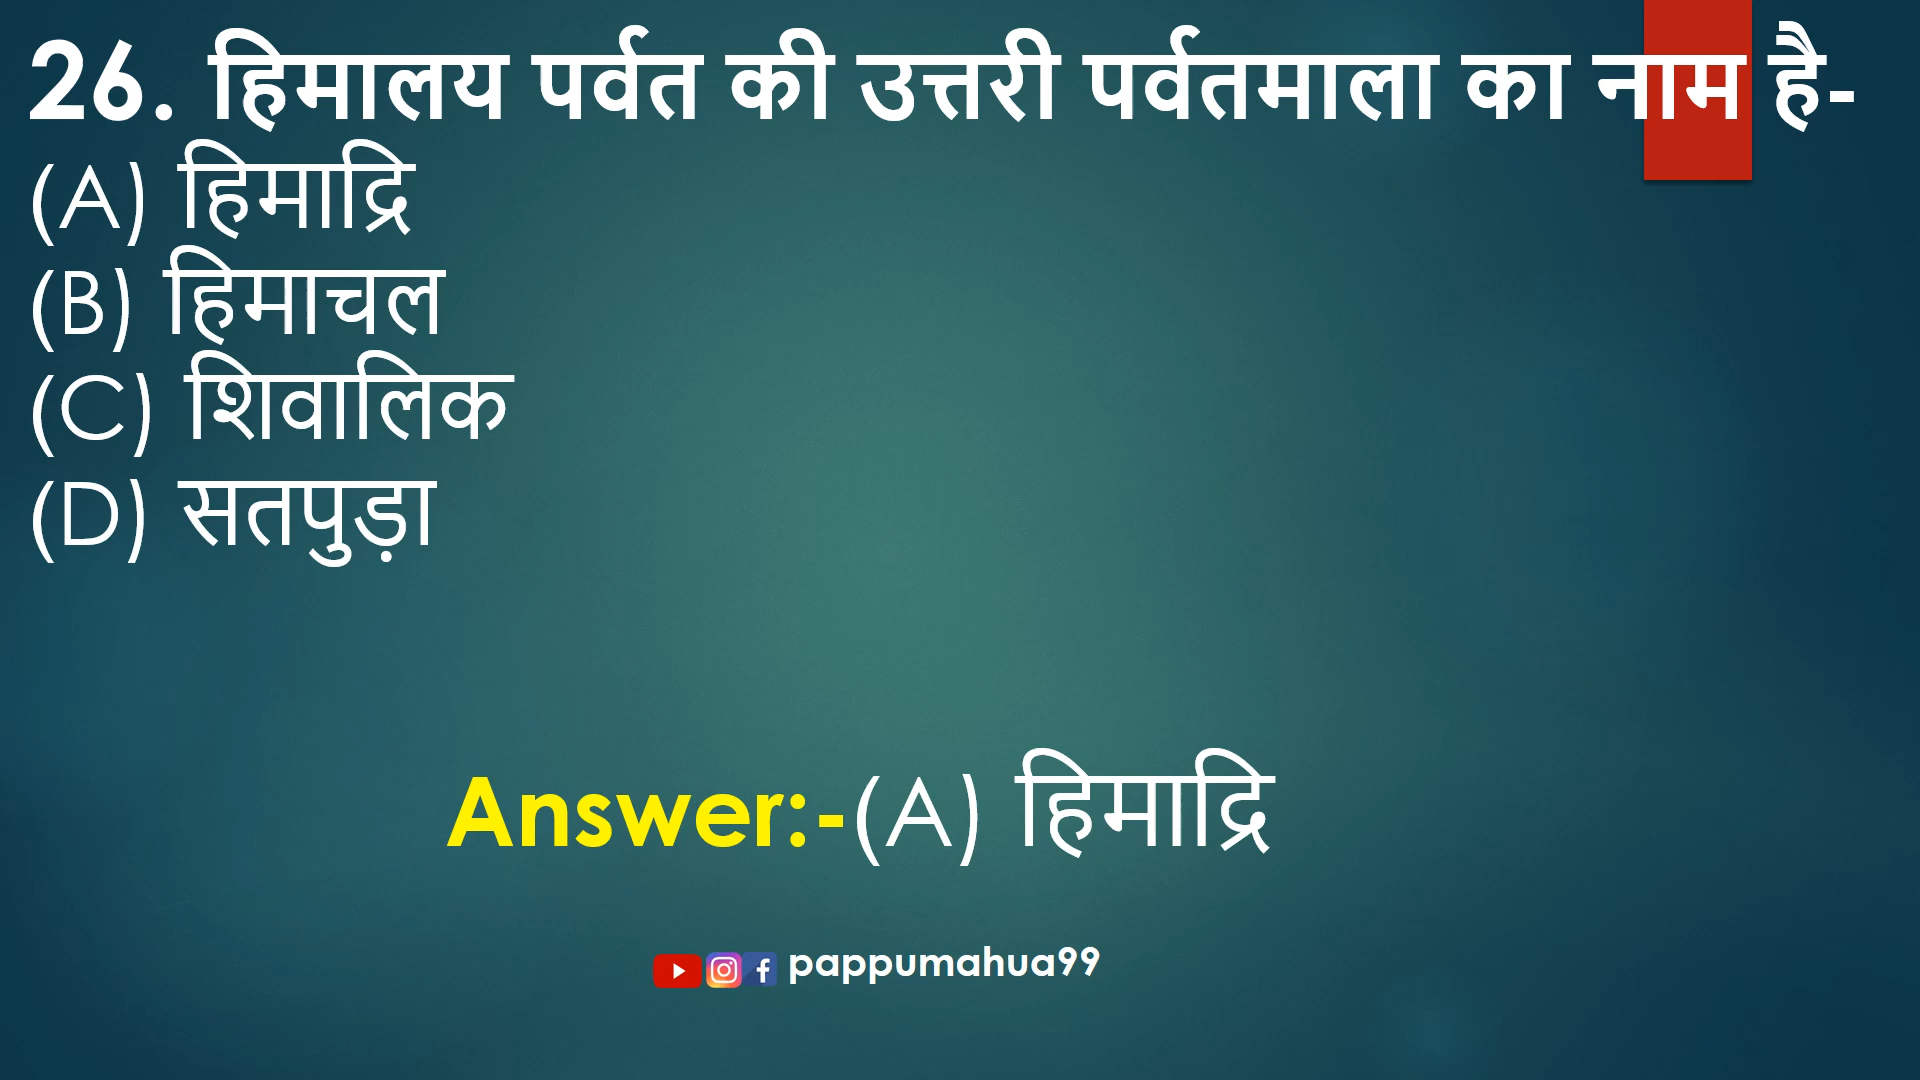 26. हिमालय पर्वत की उत्तरी पर्वतमाला का नाम है-
(A) हिमाद्रि
(B) हिमाचल
(C) शिवालिक
(D) सतपुड़ा
Answer:-(A) हिमाद्रि
pappumahua99